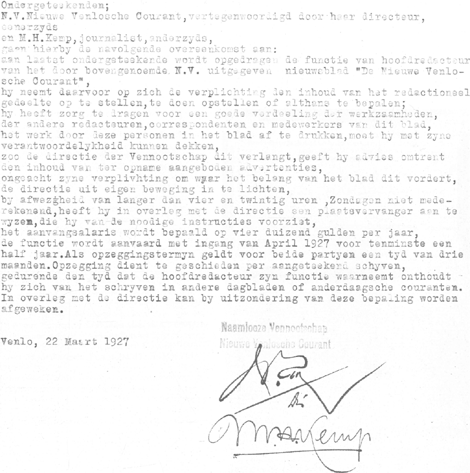 Ondergeteekenden;
N.V.Nieuwe Venlosche Courant,vertegenwoordigd door haar directeur,
eenerzyds
en M.H.Kemp,journalist,anderzyds,
gaan hierby de navolgende overeenkomst aan:
aan laatst ondergeteekende wordt opgedragen de functie van hoofdredacteur
van het door bovengenoemde N.V. uitgegeven nieuwsblad "De Nieuwe Venlo-
sche Courant",
hy neemt daarvoor op zich de verplichting den inhoud van het redactioneel
gedeelte op te stellen,te doen opstellen of althans te bepalen;
hy heeft zorg te dragen voor een goede verdeeling der werkzaamheden,
der andere redacteuren,correspondenten en medewerkers van dit blad,
het werk door deze personen in het blad af te drukken,moet hy met zyne
verantwoordelykheid kunnen dekken,
zoo de directie der Vennootschap dit verlangt,geeft hy advies omtrent
den inhoud van ter opname aangeboden advertenties,
ongeacht zyne verplichting om waar het belang van het blad dit vordert,
de directie uit eigen beweging in te lichten,
by afwezigheid van langer dan vier en twintig uren ,Zondagen niet mede-
rekenend,heeft hy in overleg met de directie een plaatsvervanger aan te
wyzen,die hy van de noodige instructies voorziet,
het aanvangsalaris wordt bepaald op vier duizend gulden per jaar,
de functie wordt aanvaard met ingang van April 1927 voor tenminste een
half jaar.Als opzeggingstermyn geldt voor beide partyen een tyd van drie
maanden.Opzegging dient te geschieden per aangeteekend schyven,
gedurende den tyd dat de hoofdredacteur zyn functie waarneemt onthoudt
hy zich van het schryven in andere dagbladen of anderdaagsche couranten.
In overleg met de directie kan by uitzondering van deze bepaling worden
afgeweken.
Naamlooze Vennootschap
Nieuwe Venlosche Courant
Venlo, 22 Maart 1927
Dir
M.H. Kemp